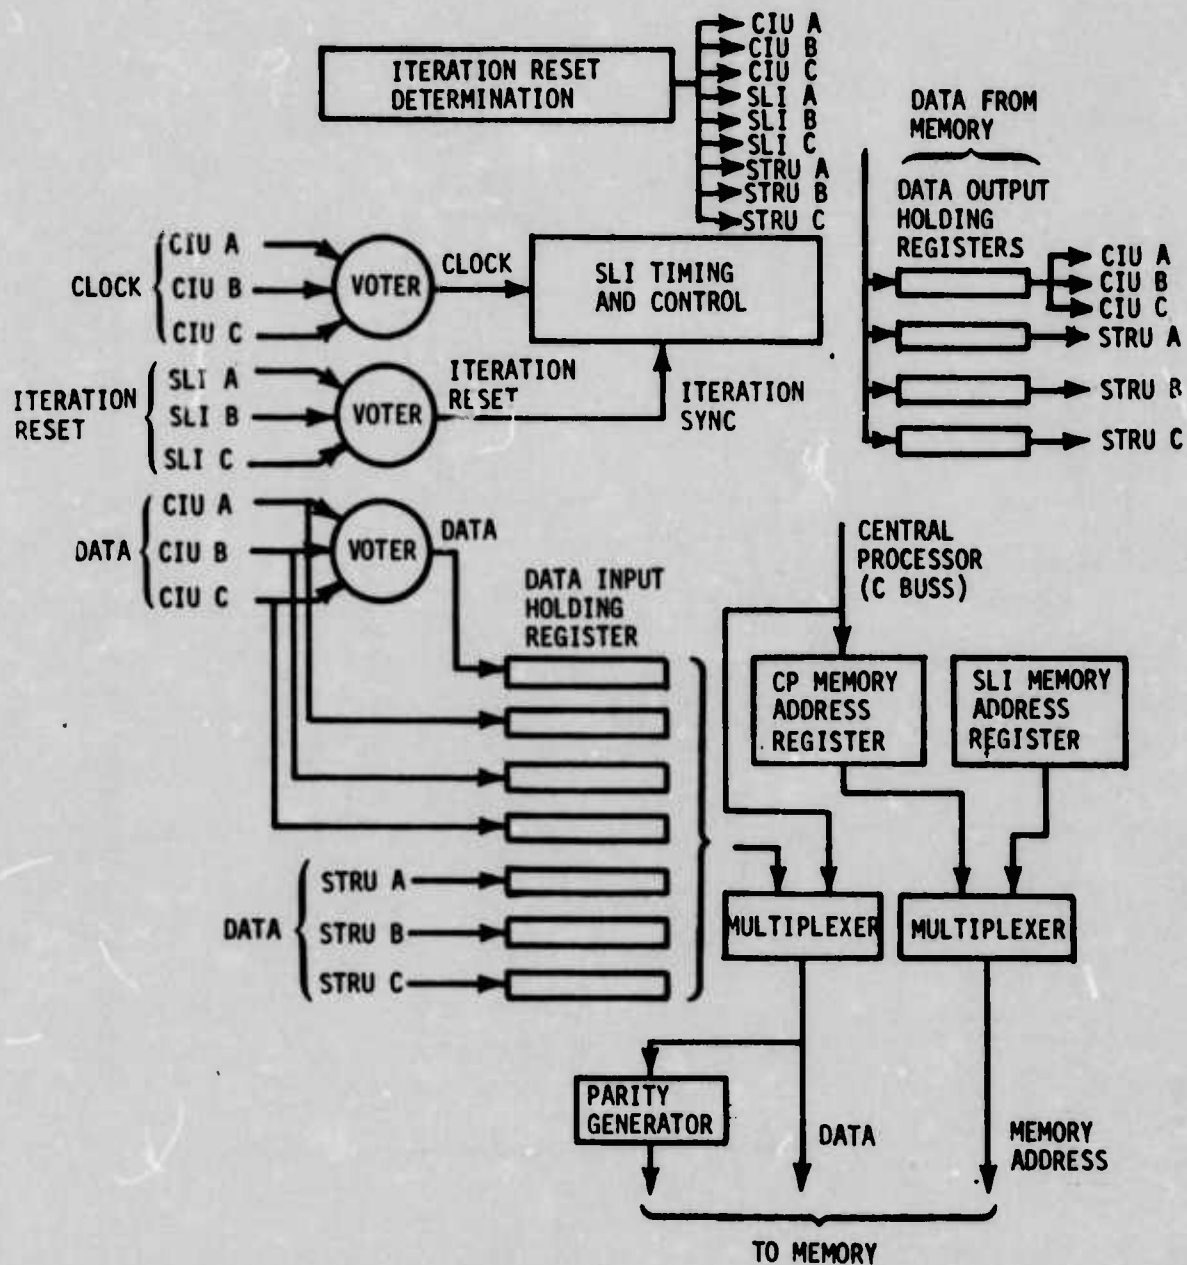 ITERATION RESET
DETERMINATION
CIU A
CIU B
CIU C
SLI A
SLI B
SLI C
STRU A
STRU B
STRU C
DATA FROM
MEMORY
DATA OUTPUT
HOLDING
REGISTERS
CIU A
CIU B
CIU C
STRU A
STRU B
STRU C
CLOCK
CIU A
CIU B
CIU C
VOTER
CLOCK
SLI TIMING
AND CONTROL
ITERATION
RESET
SLI A
SLI B
SLI C
VOTER
ITERATION
RESET
ITERATION
SYNC
DATA
CIU A
CIU B
CIU C
VOTER
DATA
DATA INPUT
HOLDING
REGISTER
DATA
STRU A
STRU B
STRU C
CENTRAL
PROCESSOR
(C BUSS)
CP MEMORY
ADDRESS
REGISTER
SLI MEMORY
ADDRESS
REGISTER
MULTIPLEXER
MULTIPLEXER
PARITY
GENERATOR
DATA
MEMORY
ADDRESS
TO MEMORY